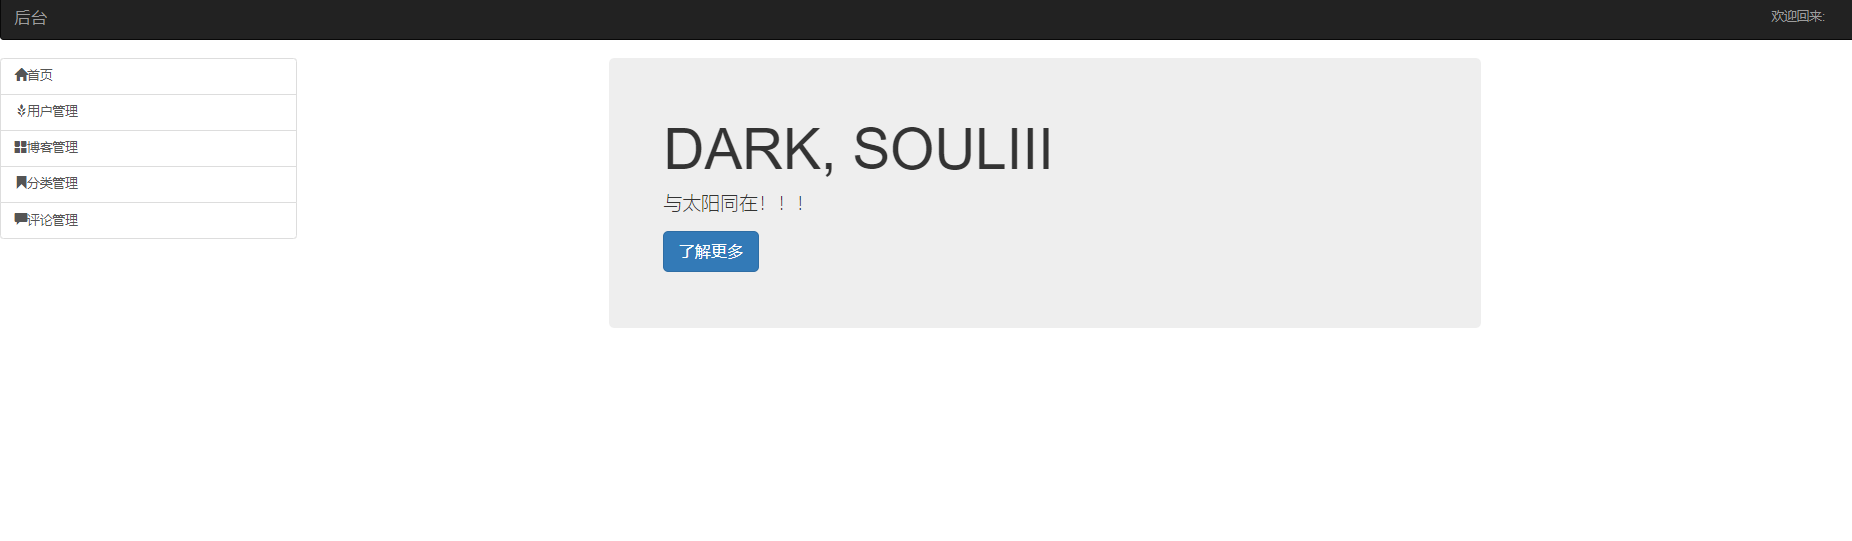 后台
欢迎回来:
首页
用户管理
博客管理
分类管理
评论管理
DARK, SOULIII
与太阳同在！！！
了解更多